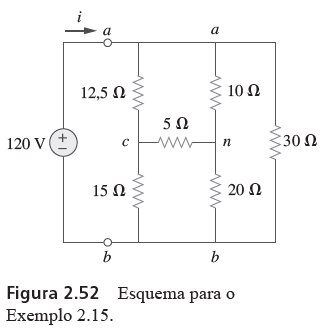 i
a a
12,5 Ω 10 Ω
5 Ω
120 V + − c n 30 Ω
15 Ω 20 Ω
b b
Figura 2.52 Esquema para o
Exemplo 2.15.